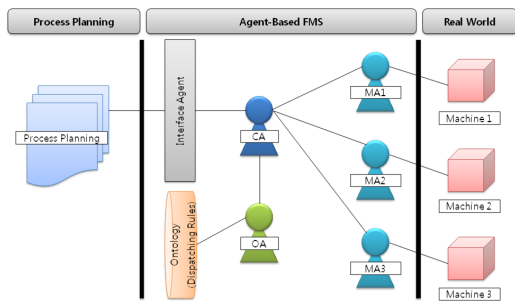 Process Planning
Agent-Based FMS
Real World
Process Planning
Interface Agent
CA
OA
Ontology
(Dispatching Rules)
MA1
MA2
MA3
Machine 1
Machine 2
Machine 3